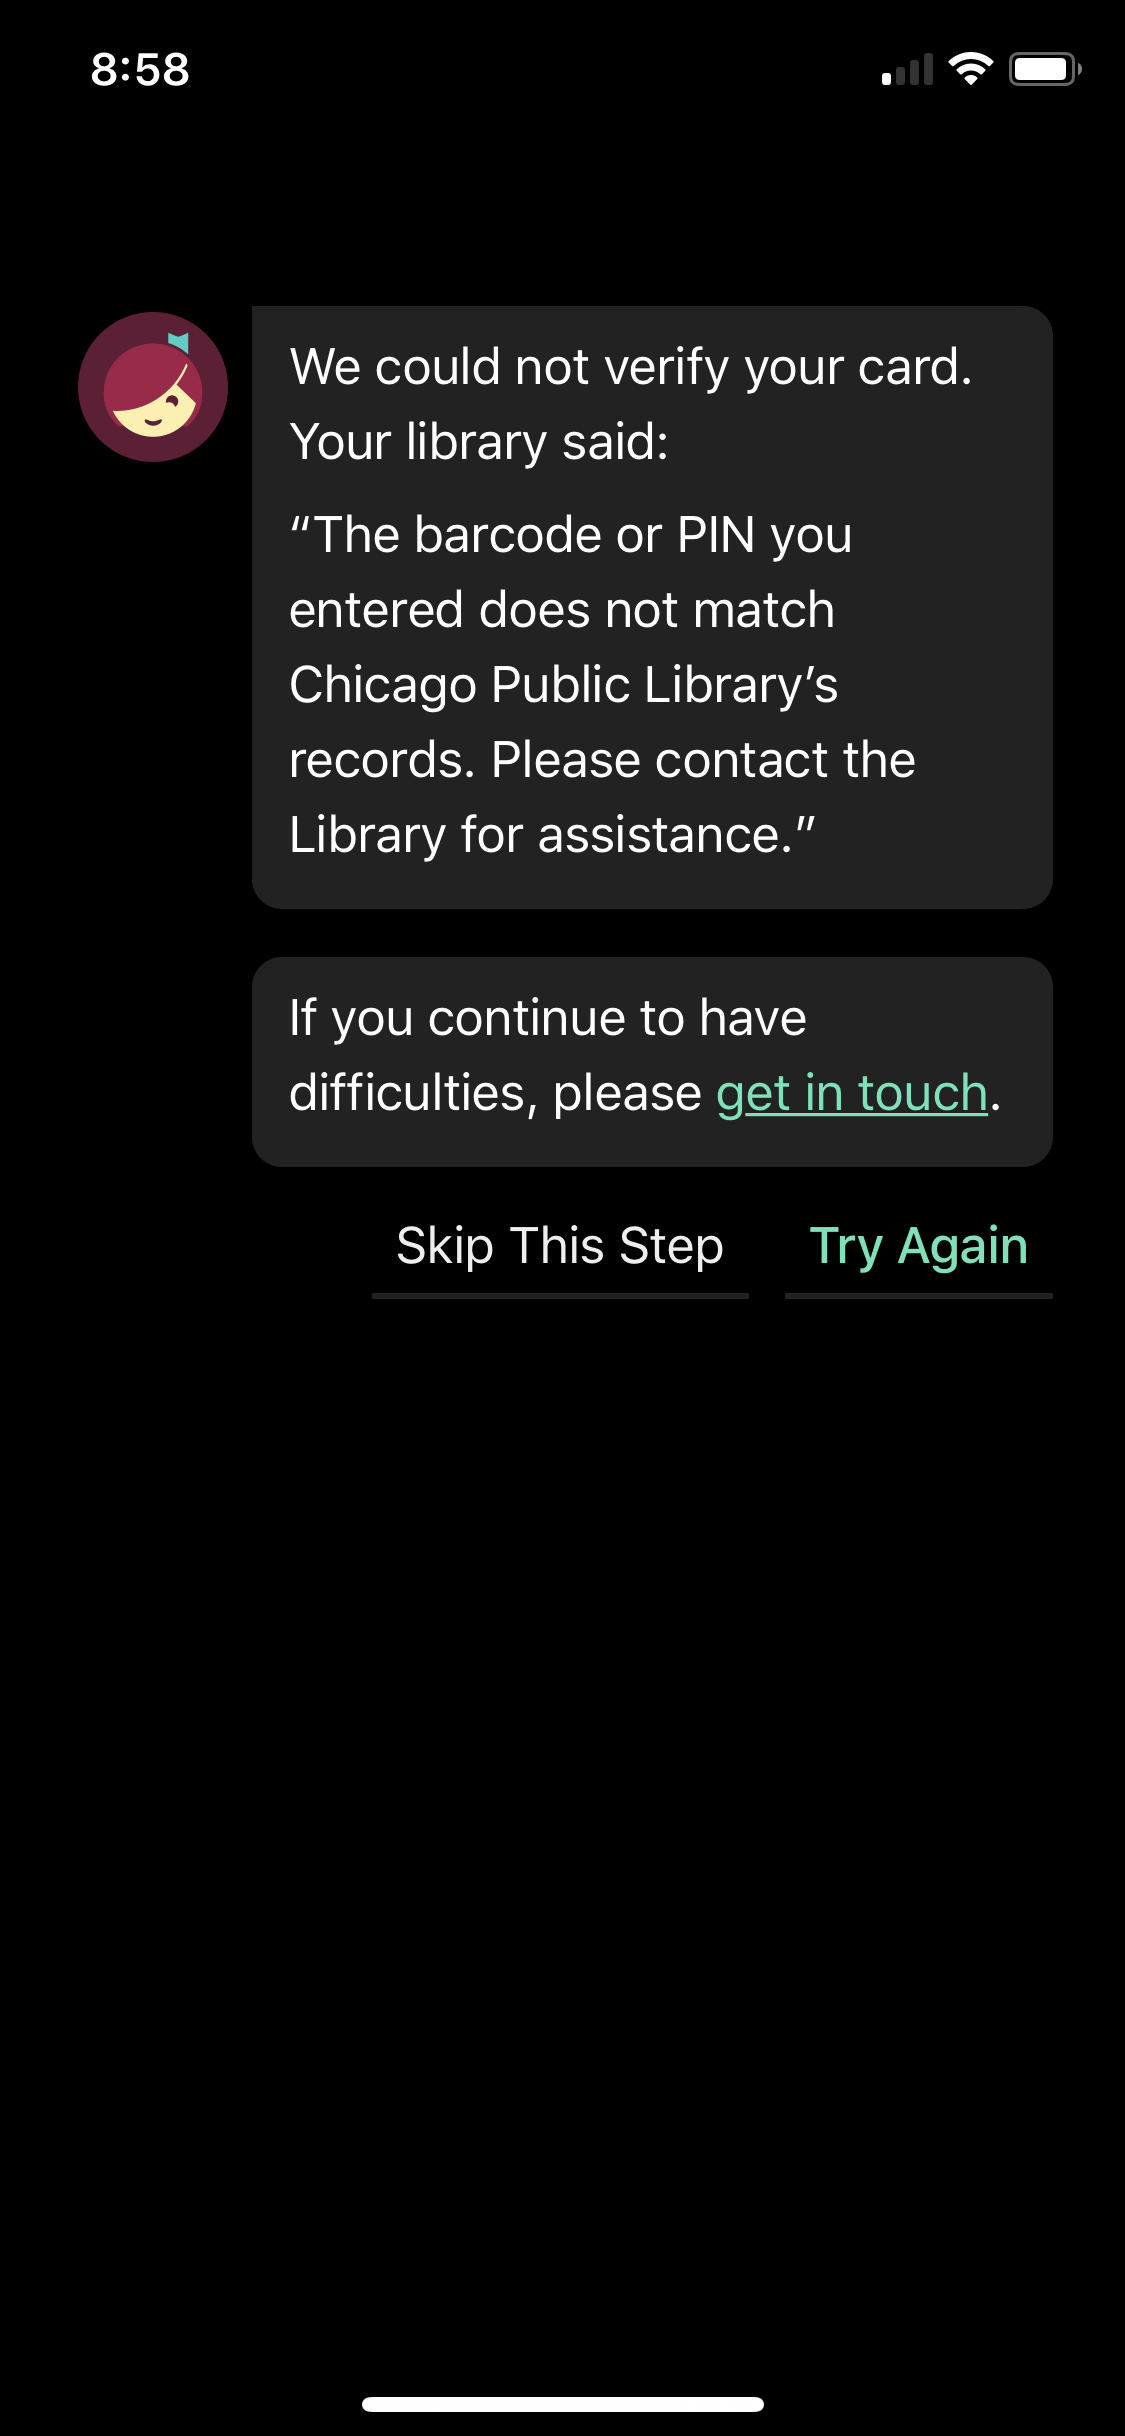 8:58
We could not verify your card.
Your library said:
“The barcode or PIN you
entered does not match
Chicago Public Library’s
records. Please contact the
Library for assistance.”
If you continue to have
difficulties, please get in touch.
Skip This Step Try Again